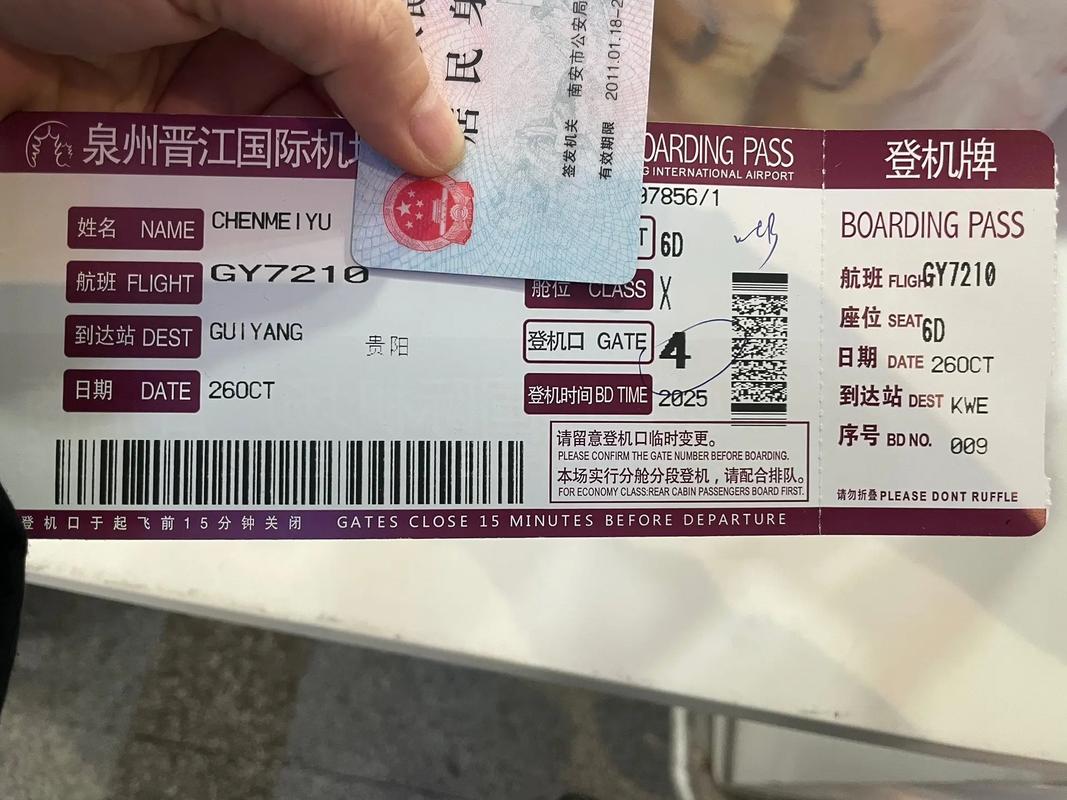 泉州晋江国际机
BOARDING PASS
G INTERNATIONAL AIRPORT
97856/1
姓名 NAME CHENMEIYU
航班 FLIGHT GY7210
到达站 DEST GUIYANG 贵阳
日期 DATE 26OCT
T 6D
舱位 CLASS X
登机口 GATE 4
登机时间 BD TIME 2025
请留意登机口临时变更。
PLEASE CONFIRM THE GATE NUMBER BEFORE BOARDING.
本场实行分舱分段登机，请配合排队。
FOR ECONOMY CLASS:REAR CABIN PASSENGERS BOARD FIRST.
登机口于起飞前15分钟关闭 GATES CLOSE 15 MINUTES BEFORE DEPARTURE
登机牌
BOARDING PASS
航班 FLIGH GY7210
座位 SEAT 6D
日期 DATE 26OCT
到达站 DEST KWE
序号 BD NO. 009
请勿折叠 PLEASE DONT RUFFLE
居民身
签发机关 南安市公安局
有效期限 2011.01.18-2